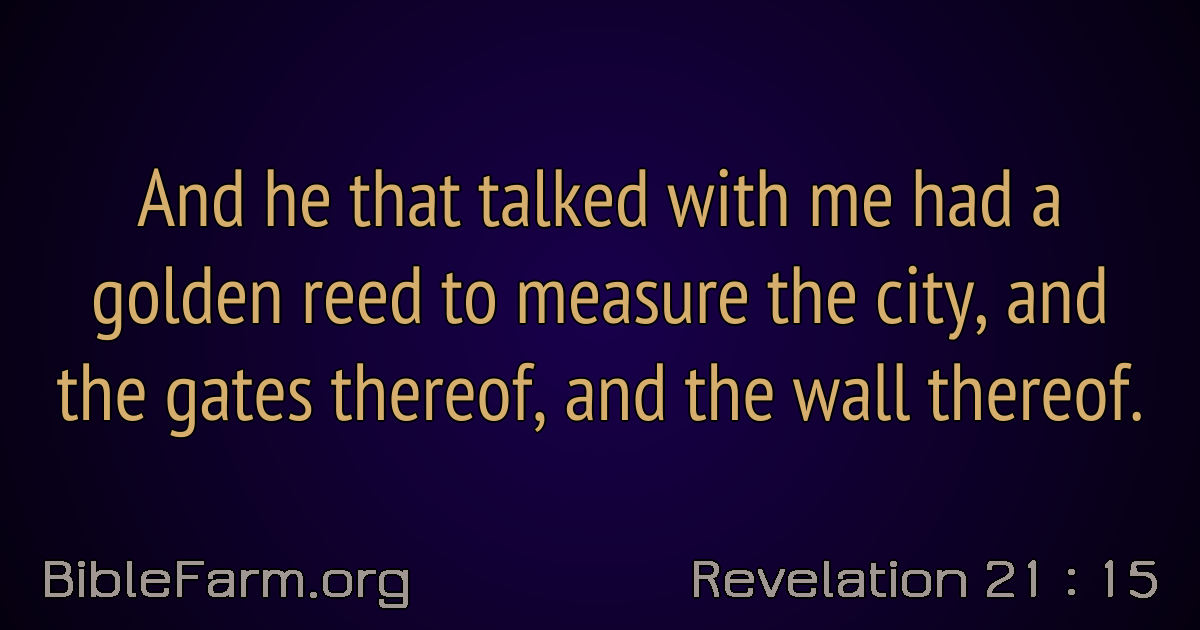 And he that talked with me had a
golden reed to measure the city, and
the gates thereof, and the wall thereof.
BibleFarm.org
Revelation 21 : 15